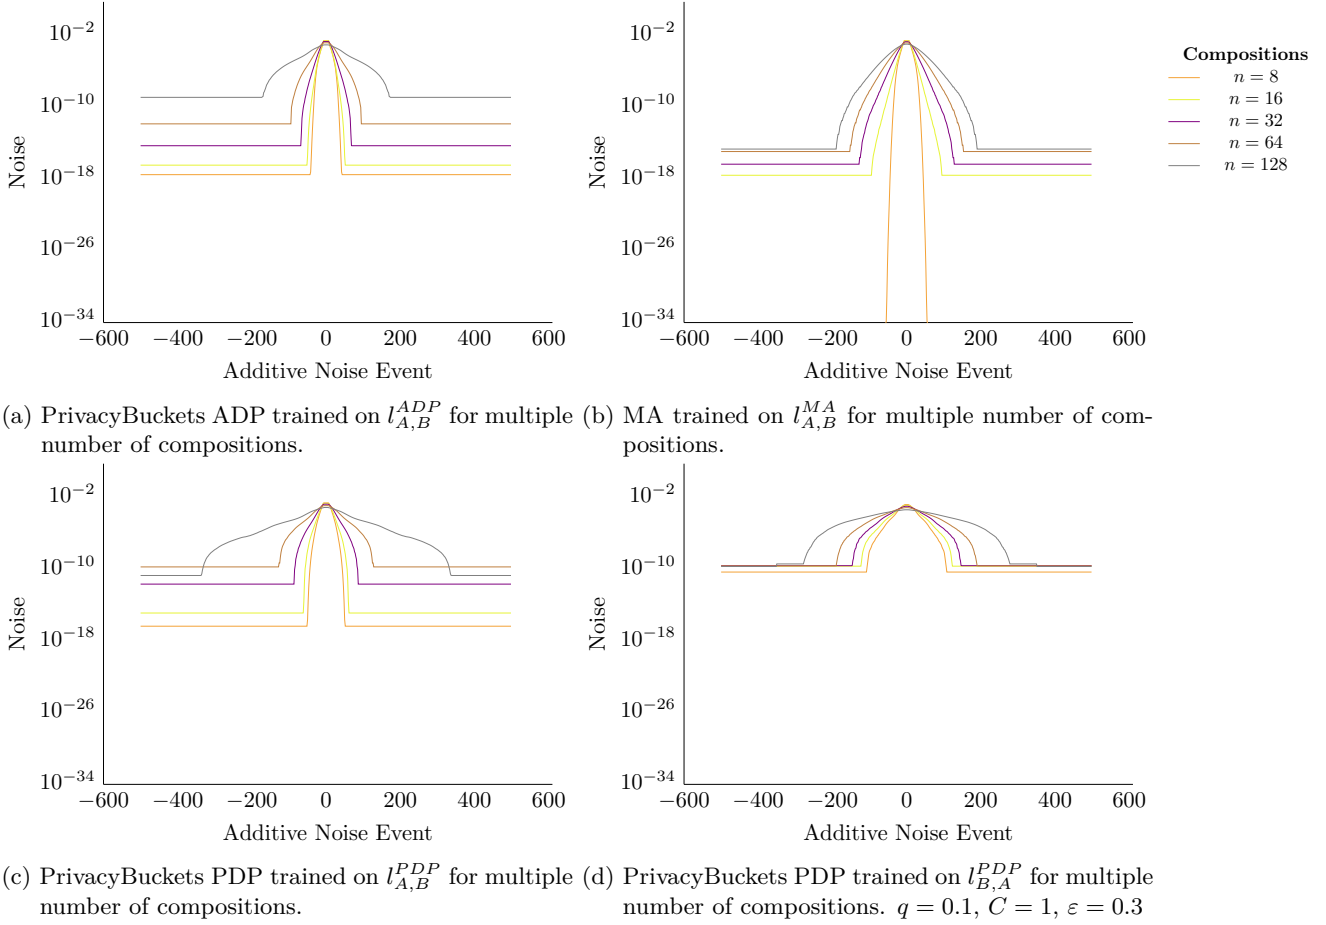 10^{-2}
10^{-10}
10^{-18}
10^{-26}
10^{-34}
Noise
−600 −400 −200 0 200 400 600
Additive Noise Event
(a) PrivacyBuckets ADP trained on l_{A,B}^{ADP} for multiple
number of compositions.
10^{-2}
10^{-10}
10^{-18}
10^{-26}
10^{-34}
Noise
−600 −400 −200 0 200 400 600
Additive Noise Event
(b) MA trained on l_{A,B}^{MA} for multiple number of com-
positions.
Compositions
n = 8
n = 16
n = 32
n = 64
n = 128
10^{-2}
10^{-10}
10^{-18}
10^{-26}
10^{-34}
Noise
−600 −400 −200 0 200 400 600
Additive Noise Event
(c) PrivacyBuckets PDP trained on l_{A,B}^{PDP} for multiple
number of compositions.
10^{-2}
10^{-10}
10^{-18}
10^{-26}
10^{-34}
Noise
−600 −400 −200 0 200 400 600
Additive Noise Event
(d) PrivacyBuckets PDP trained on l_{B,A}^{PDP} for multiple
number of compositions. q = 0.1, C = 1, ε = 0.3